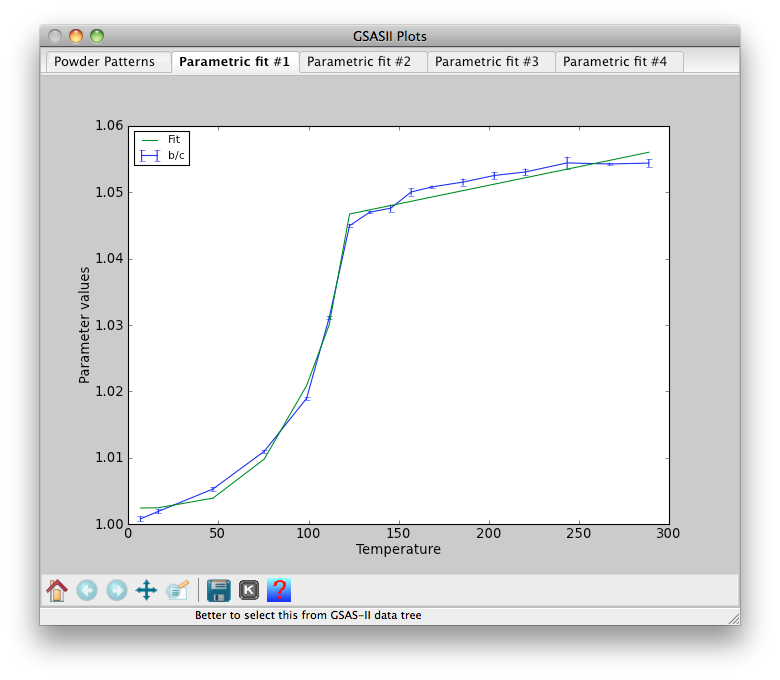 GSASII Plots
Powder Patterns Parametric fit #1 Parametric fit #2 Parametric fit #3 Parametric fit #4
1.06
Fit
b/c
1.05
1.04
Parameter values
1.03
1.02
1.01
1.00
0 50 100 150 200 250 300
Temperature
K ?
Better to select this from GSAS-II data tree